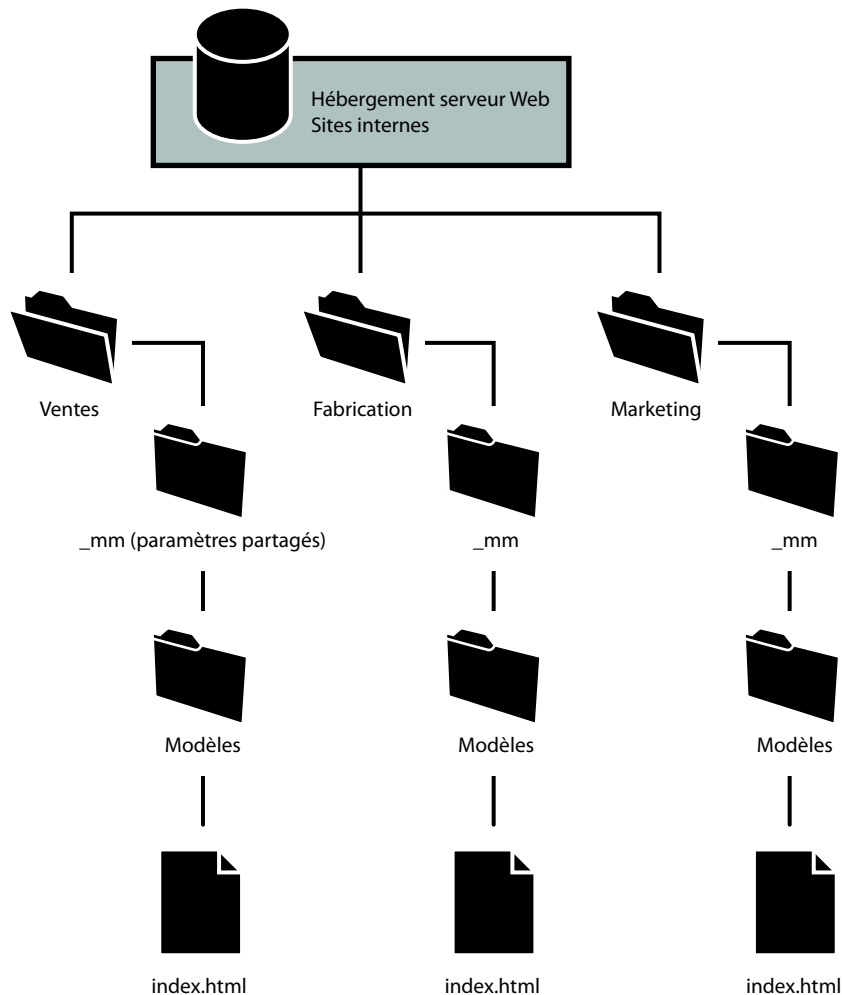 Hébergement serveur Web
Sites internes
Ventes
Fabrication
Marketing
_mm (paramètres partagés)
_mm
_mm
Modèles
Modèles
Modèles
index.html
index.html
index.html